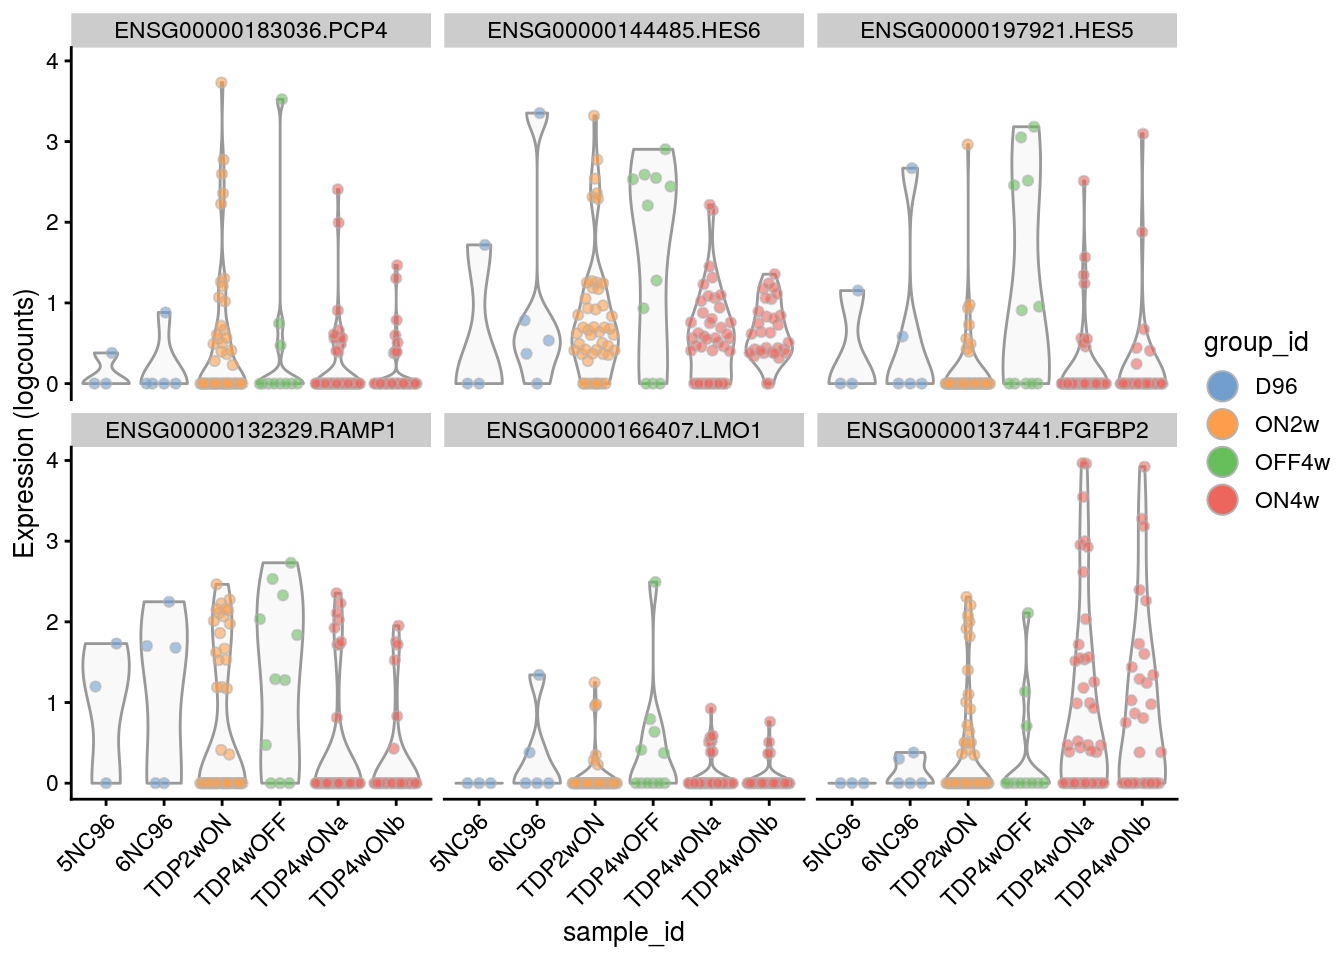 ENSG00000183036.PCP4 ENSG00000144485.HES6 ENSG00000197921.HES5
4
3
2
1
0
ENSG00000132329.RAMP1 ENSG00000166407.LMO1 ENSG00000137441.FGFBP2
4
3
2
1
0
Expression (logcounts)
5NC96 6NC96 TDP2wON TDP4wOFF TDP4wONa TDP4wONb 5NC96 6NC96 TDP2wON TDP4wOFF TDP4wONa TDP4wONb 5NC96 6NC96 TDP2wON TDP4wOFF TDP4wONa TDP4wONb
sample_id
group_id
D96
ON2w
OFF4w
ON4w